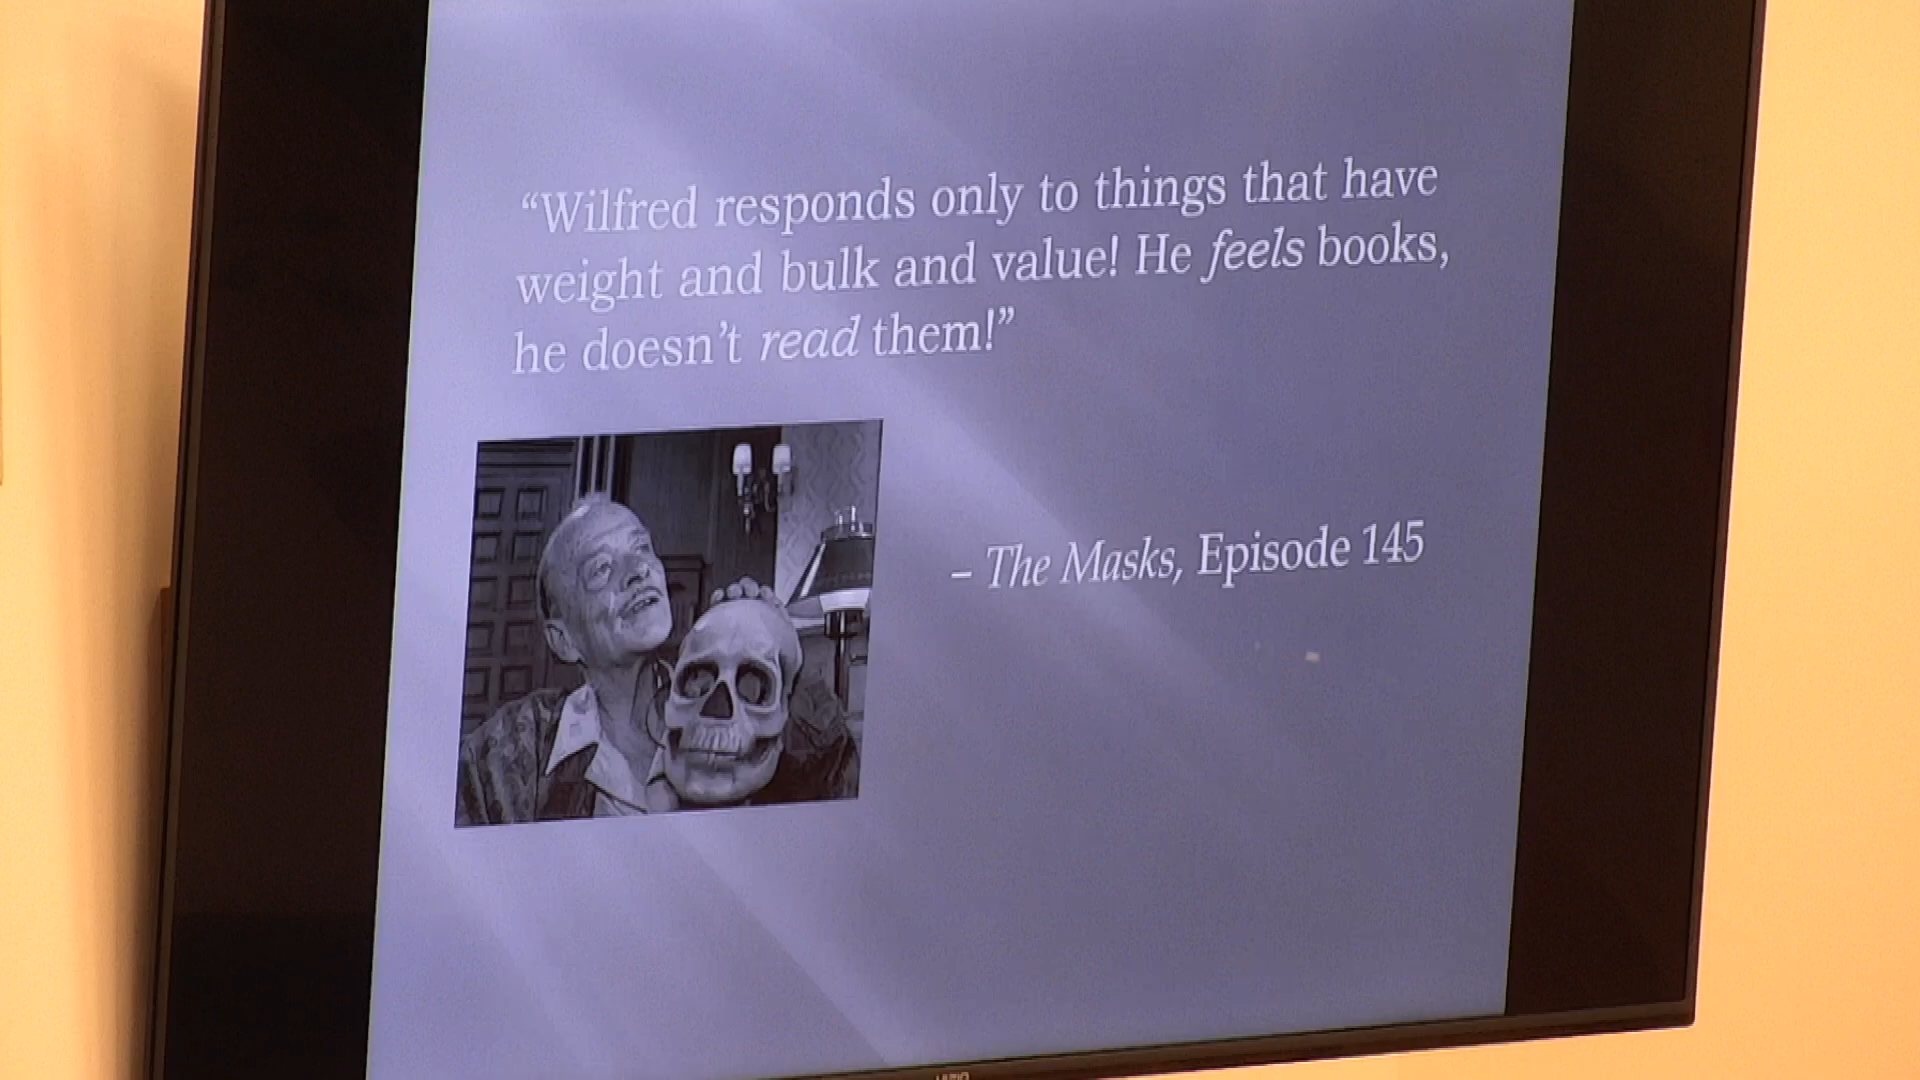 “Wilfred responds only to things that have
weight and bulk and value! He feels books,
he doesn’t read them!”
– The Masks, Episode 145